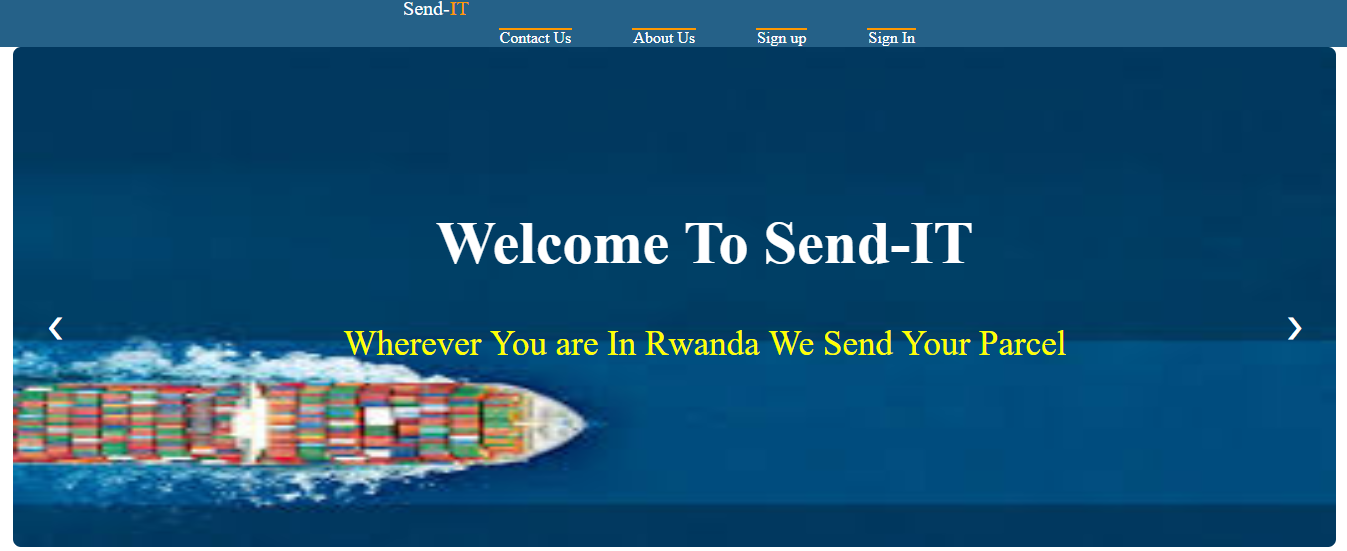 Send-IT
Contact Us About Us Sign up Sign In
Welcome To Send-IT
Wherever You are In Rwanda We Send Your Parcel